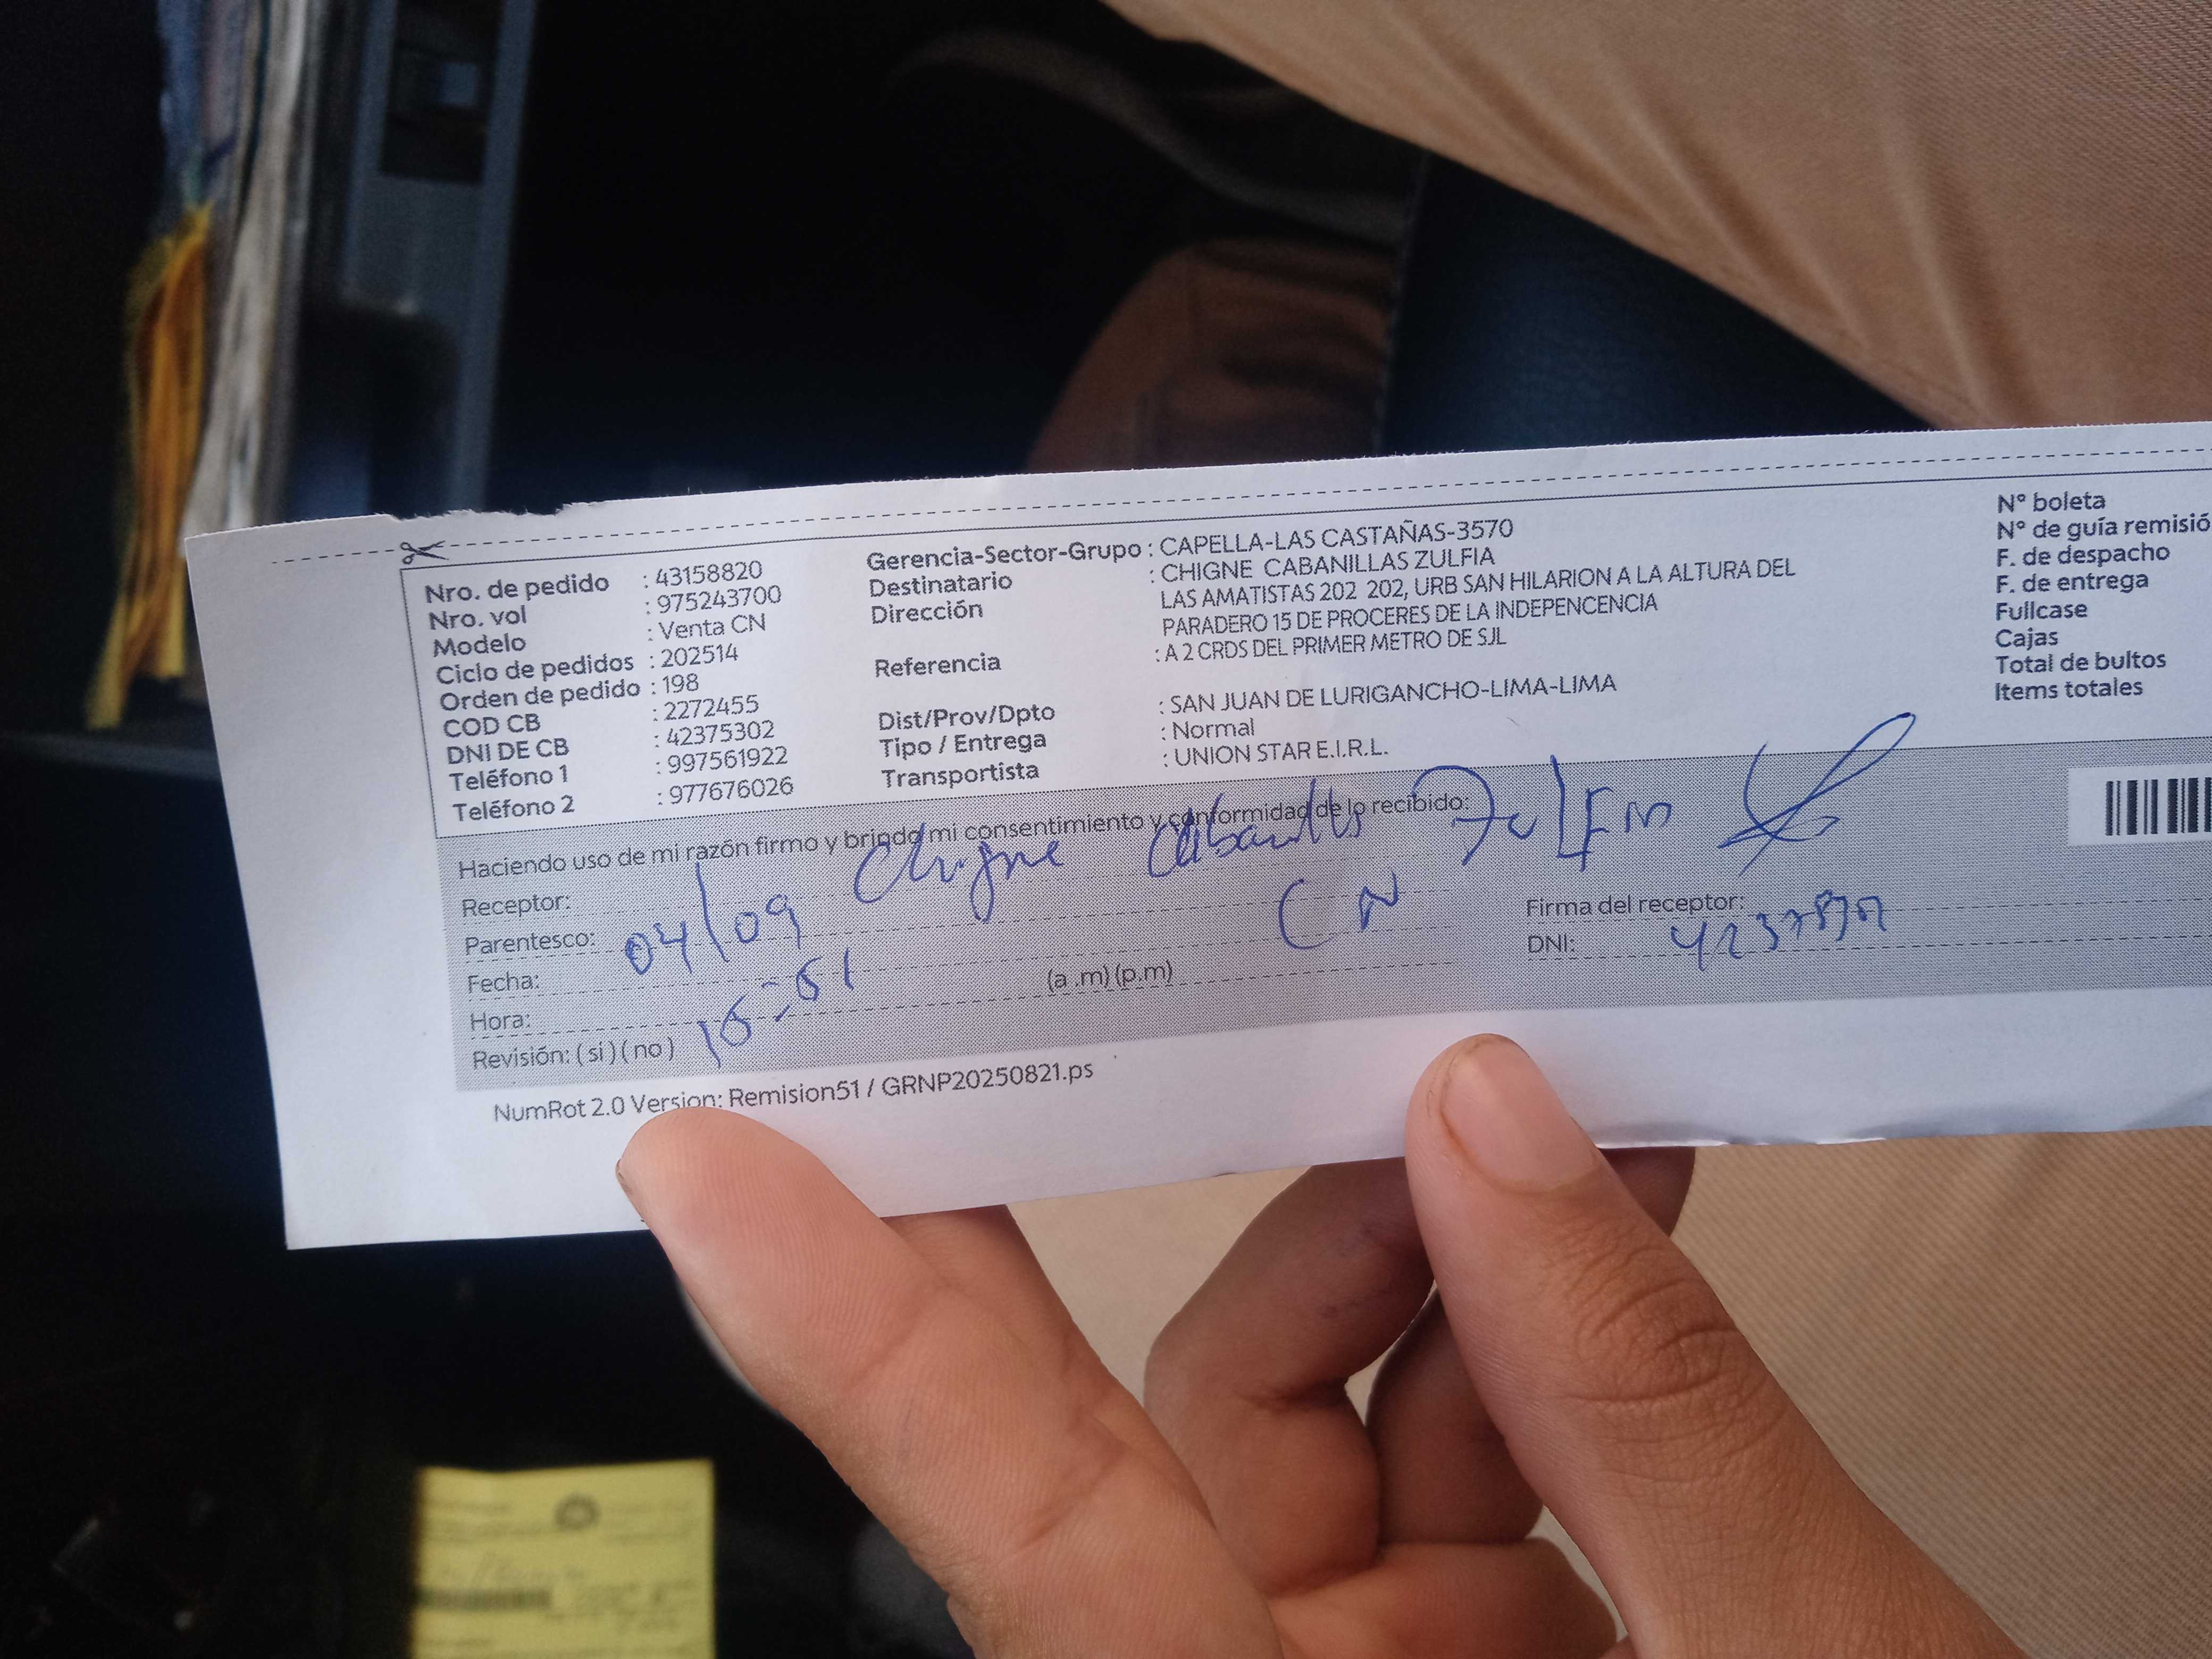 Nro. de pedido : 43158820
Nro. vol : 975243700
Modelo : Venta CN
Ciclo de pedidos : 202514
Orden de pedido : 198
COD CB : 2272455
DNI DE CB : 42375302
Teléfono 1 : 997561922
Teléfono 2 : 977676026
Gerencia-Sector-Grupo : CAPELLA-LAS CASTAÑAS-3570
Destinatario : CHIGNE CABANILLAS ZULFIA
Dirección LAS AMATISTAS 202 202, URB SAN HILARION A LA ALTURA DEL
PARADERO 15 DE PROCERES DE LA INDEPENCENCIA
Referencia : A 2 CRDS DEL PRIMER METRO DE SJL
Dist/Prov/Dpto : SAN JUAN DE LURIGANCHO-LIMA-LIMA
Tipo / Entrega : Normal
Transportista : UNION STAR E.I.R.L.
N° boleta
N° de guía remisió
F. de despacho
F. de entrega
Fullcase
Cajas
Total de bultos
Items totales
Haciendo uso de mi razón firmo y brindo mi consentimiento y conformidad de lo recibido:
Receptor: Chigne
Parentesco: CN
Fecha: 04/09
Hora: (a .m) (p.m)
Revisión: ( si ) ( no )
Firma del receptor:
DNI:
NumRot 2.0 Version: Remision51 / GRNP20250821.ps